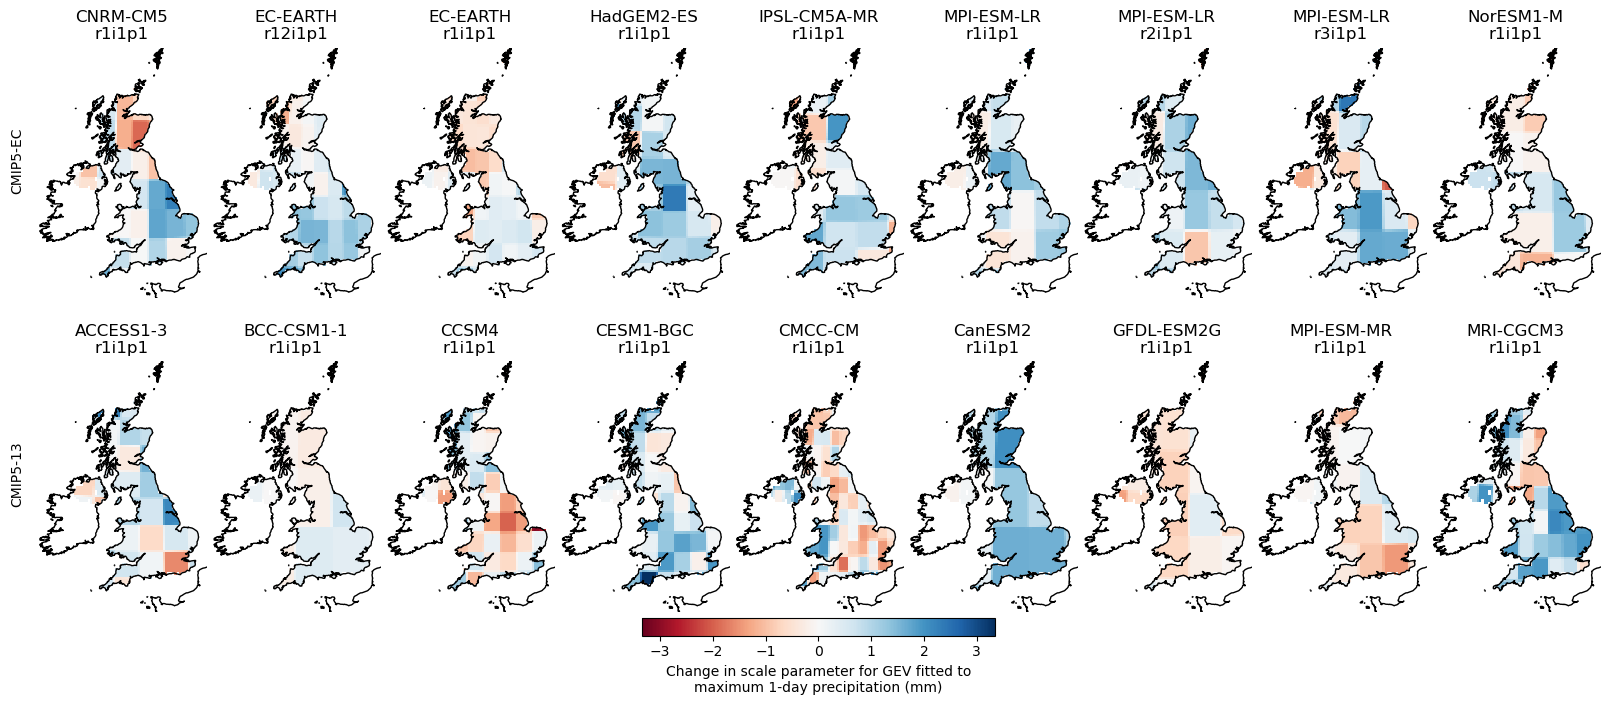 CNRM-CM5 EC-EARTH EC-EARTH HadGEM2-ES IPSL-CM5A-MR MPI-ESM-LR MPI-ESM-LR MPI-ESM-LR NorESM1-M
r1i1p1 r12i1p1 r1i1p1 r1i1p1 r1i1p1 r1i1p1 r2i1p1 r3i1p1 r1i1p1
CMIP5-EC
ACCESS1-3 BCC-CSM1-1 CCSM4 CESM1-BGC CMCC-CM CanESM2 GFDL-ESM2G MPI-ESM-MR MRI-CGCM3
r1i1p1 r1i1p1 r1i1p1 r1i1p1 r1i1p1 r1i1p1 r1i1p1 r1i1p1 r1i1p1
CMIP5-13
−3 −2 −1 0 1 2 3
Change in scale parameter for GEV fitted to
maximum 1-day precipitation (mm)